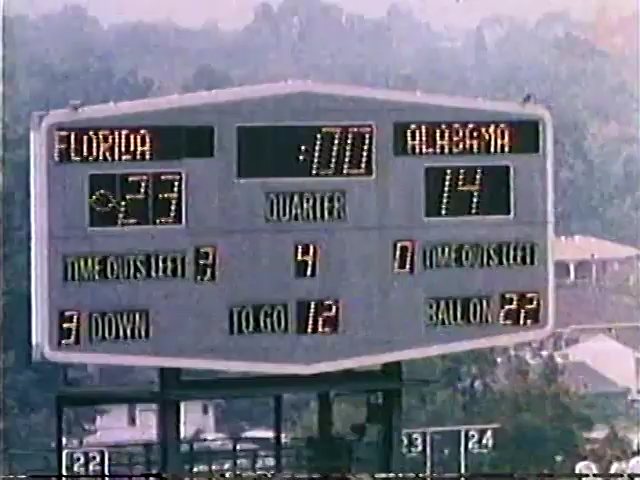 FLORIDA :00 ALABAMA
23 QUARTER 14
TIME OUTS LEFT 3 4 0 TIME OUTS LEFT
3 DOWN TO GO 12 BALL ON 22
22 23 24